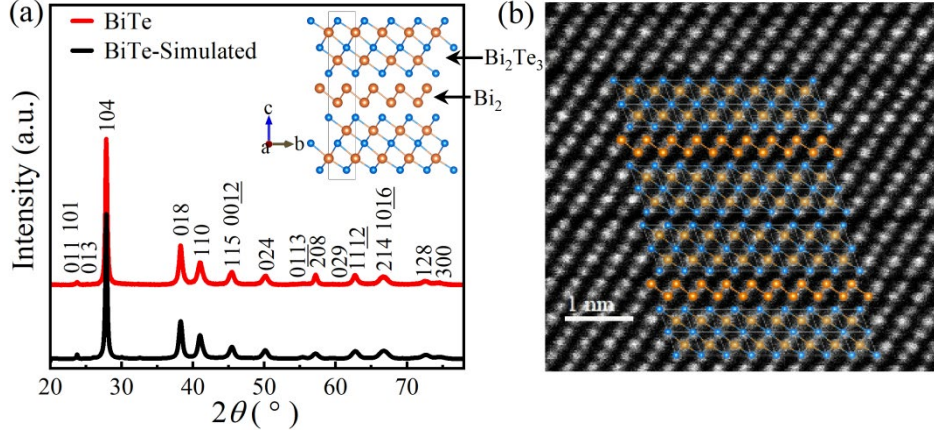 (a)
BiTe
BiTe-Simulated
Bi2Te3
Bi2
c
a
b
Intensity (a.u.)
011
101
013
104
018
110
115
0012
024
0113
208
029
1112
214
1016
128
300
20
30
40
50
60
70
2θ(°)
(b)
1 nm